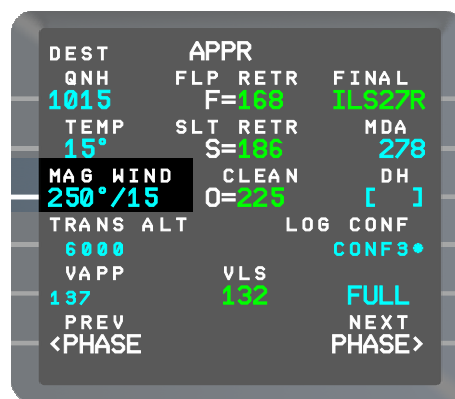 DEST APPR
QNH FLP RETR FINAL
1015 F=168 ILS27R
TEMP SLT RETR MDA
15° S=186 278
MAG WIND CLEAN DH
250°/15 O=225 [ ]
TRANS ALT LOG CONF
6000 CONF3*
VAPP VLS
137 132 FULL
PREV NEXT
<PHASE PHASE>